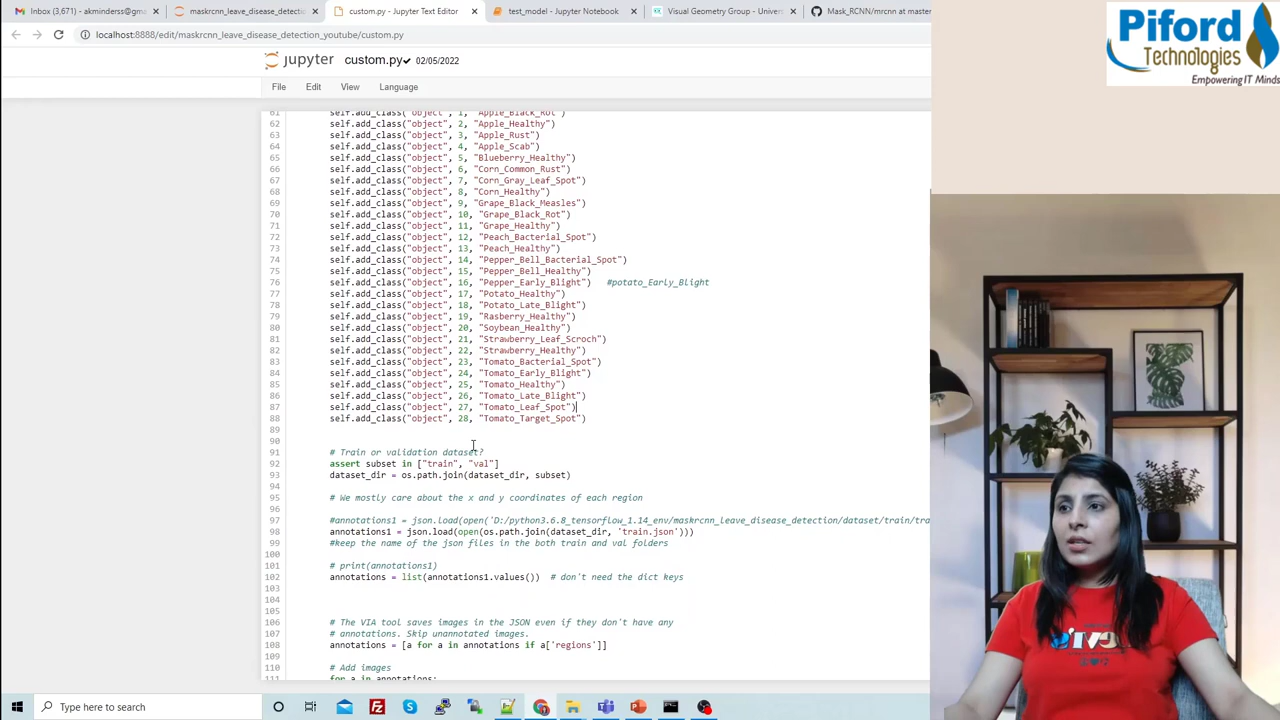 Inbox (3,671) - akminderss@gma
maskrcnn_leave_disease_detecti
custom.py - Jupyter Text Editor
test_model - Jupyter Notebook
Visual Geometry Group - Univers
Mask_RCNN/mrcnn at master
localhost:8888/edit/maskrcnn_leave_disease_detection_youtube/custom.py
jupyter custom.py✔ 02/05/2022
File Edit View Language
61 self.add_class("object", 1, "Apple_Black_Rot")
62 self.add_class("object", 2, "Apple_Healthy")
63 self.add_class("object", 3, "Apple_Rust")
64 self.add_class("object", 4, "Apple_Scab")
65 self.add_class("object", 5, "Blueberry_Healthy")
66 self.add_class("object", 6, "Corn_Common_Rust")
67 self.add_class("object", 7, "Corn_Gray_Leaf_Spot")
68 self.add_class("object", 8, "Corn_Healthy")
69 self.add_class("object", 9, "Grape_Black_Measles")
70 self.add_class("object", 10, "Grape_Black_Rot")
71 self.add_class("object", 11, "Grape_Healthy")
72 self.add_class("object", 12, "Peach_Bacterial_Spot")
73 self.add_class("object", 13, "Peach_Healthy")
74 self.add_class("object", 14, "Pepper_Bell_Bacterial_Spot")
75 self.add_class("object", 15, "Pepper_Bell_Healthy")
76 self.add_class("object", 16, "Pepper_Early_Blight") #potato_Early_Blight
77 self.add_class("object", 17, "Potato_Healthy")
78 self.add_class("object", 18, "Potato_Late_Blight")
79 self.add_class("object", 19, "Rasberry_Healthy")
80 self.add_class("object", 20, "Soybean_Healthy")
81 self.add_class("object", 21, "Strawberry_Leaf_Scroch")
82 self.add_class("object", 22, "Strawberry_Healthy")
83 self.add_class("object", 23, "Tomato_Bacterial_Spot")
84 self.add_class("object", 24, "Tomato_Early_Blight")
85 self.add_class("object", 25, "Tomato_Healthy")
86 self.add_class("object", 26, "Tomato_Late_Blight")
87 self.add_class("object", 27, "Tomato_Leaf_Spot")
88 self.add_class("object", 28, "Tomato_Target_Spot")
89
90
91 # Train or validation dataset?
92 assert subset in ["train", "val"]
93 dataset_dir = os.path.join(dataset_dir, subset)
94
95 # We mostly care about the x and y coordinates of each region
96
97 #annotations1 = json.load(open('D:/python3.6.8_tensorflow_1.14_env/maskrcnn_leave_disease_detection/dataset/train/tra
98 annotations1 = json.load(open(os.path.join(dataset_dir, 'train.json')))
99 #keep the name of the json files in the both train and val folders
100
101 # print(annotations1)
102 annotations = list(annotations1.values()) # don't need the dict keys
103
104
105
106 # The VIA tool saves images in the JSON even if they don't have any
107 # annotations. Skip unannotated images.
108 annotations = [a for a in annotations if a['regions']]
109
110 # Add images
111 for a in annotations:
Type here to search
Piford
Technologies
Empowering IT Minds